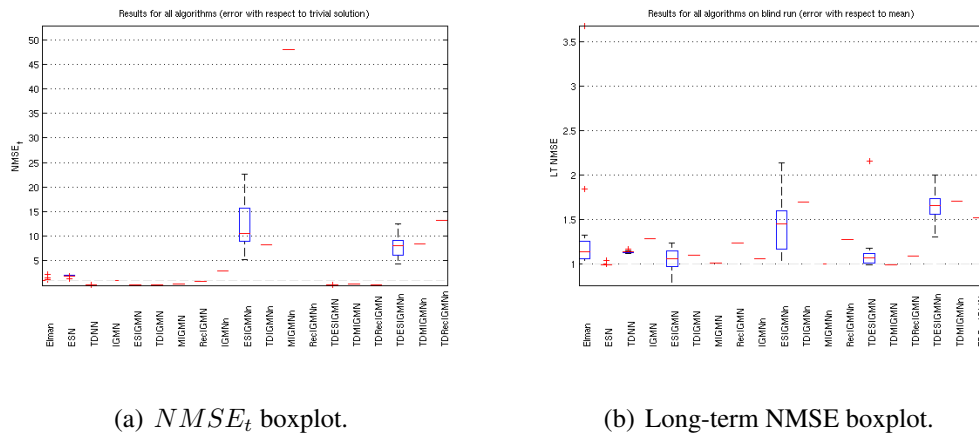 Results for all algorithms (error with respect to trivial solution)
50
45
40
35
30
25
20
15
10
5
NMSEt
Elman
ESN
TDNN
IGMN
ESIGMN
TDIGMN
MIGMN
RecIGMN
IGMNn
ESIGMNn
TDIGMNn
MIGMNn
RecIGMNn
TDESIGMN
TDMIGMN
TDRecIGMN
TDESIGMNn
TDMIGMNn
TDRecIGMNn
(a) NMSEt boxplot.
Results for all algorithms on blind run (error with respect to mean)
3.5
3
2.5
2
1.5
1
LT NMSE
Elman
ESN
TDNN
IGMN
ESIGMN
TDIGMN
MIGMN
RecIGMN
IGMNn
ESIGMNn
TDIGMNn
MIGMNn
RecIGMNn
TDESIGMN
TDMIGMN
TDRecIGMN
TDESIGMNn
TDMIGMNn
(b) Long-term NMSE boxplot.